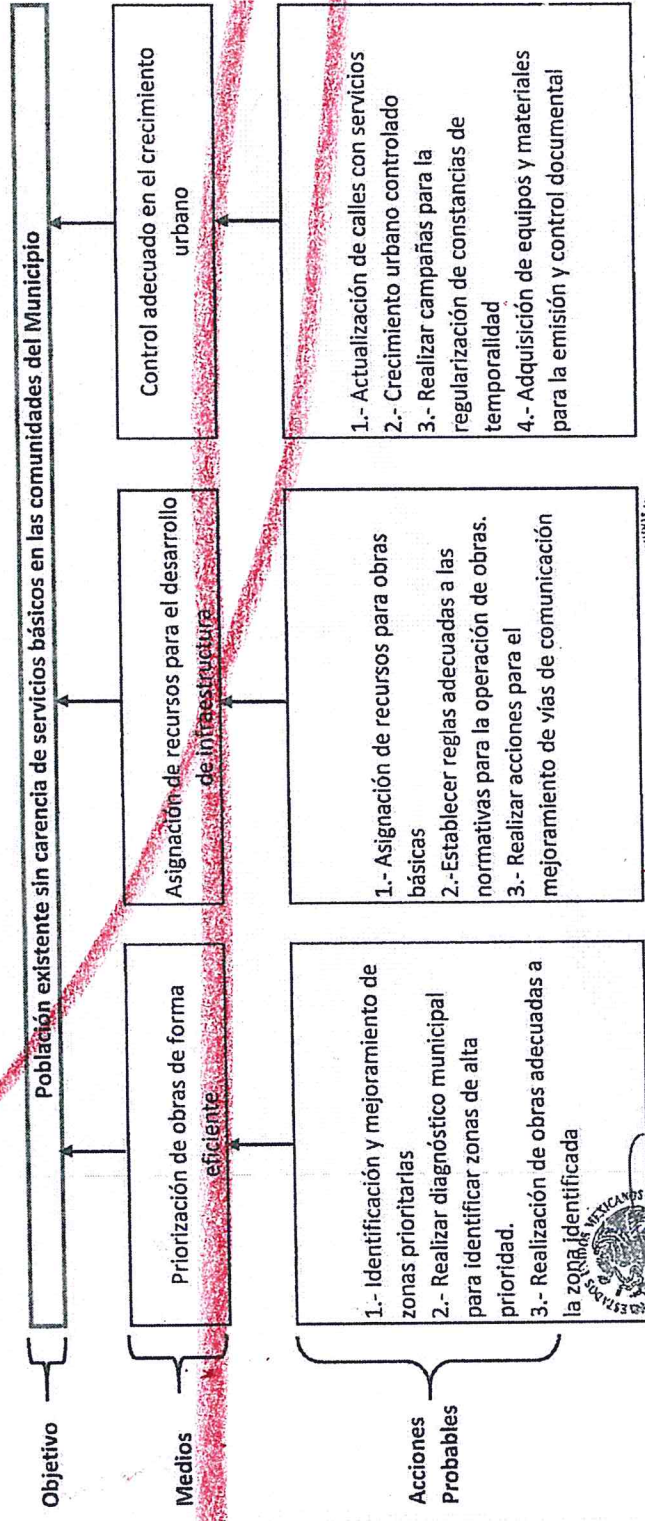 Objetivo
Población existente sin carencia de servicios básicos en las comunidades del Municipio
Medios
Priorización de obras de forma
eficiente
Asignación de recursos para el desarrollo
de infraestructura
Control adecuado en el crecimiento
urbano
Acciones
Probables
1.- Identificación y mejoramiento de
zonas prioritarias
2.- Realizar diagnóstico municipal
para identificar zonas de alta
prioridad.
3.- Realización de obras adecuadas a
la zona identificada
1.- Asignación de recursos para obras
básicas
2.-Establecer reglas adecuadas a las
normativas para la operación de obras.
3.- Realizar acciones para el
mejoramiento de vías de comunicación
1.- Actualización de calles con servicios
2.- Crecimiento urbano controlado
3.- Realizar campañas para la
regularización de constancias de
temporalidad
4.- Adquisición de equipos y materiales
para la emisión y control documental
ESTADOS UNIDOS MEXICANOS